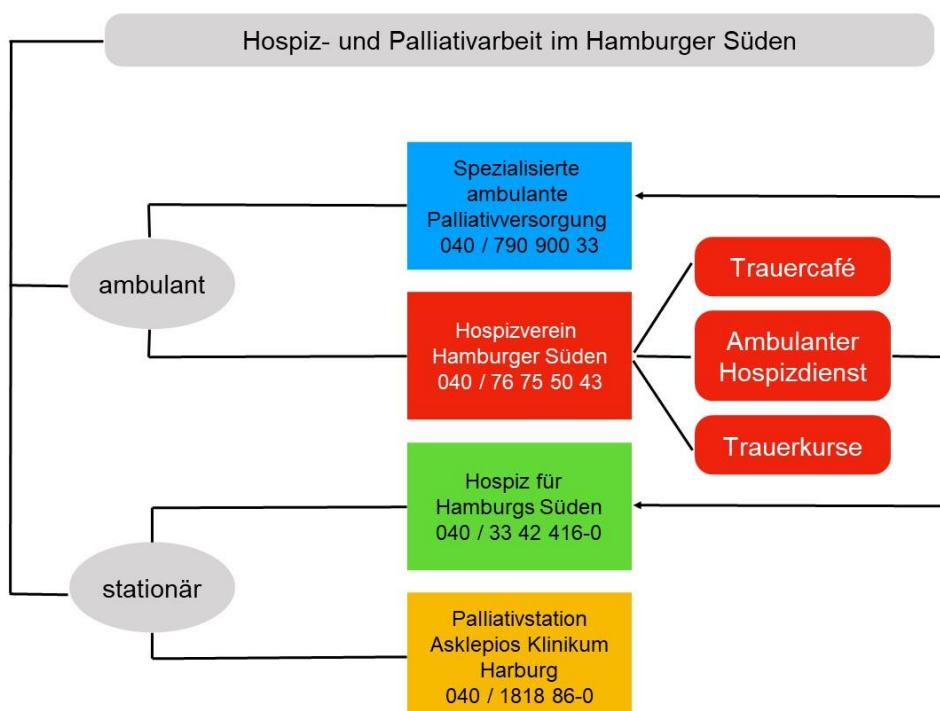 Hospiz- und Palliativarbeit im Hamburger Süden
ambulant
Spezialisierte
ambulante
Palliativversorgung
040 / 790 900 33
Hospizverein
Hamburger Süden
040 / 76 75 50 43
Trauercafé
Ambulanter
Hospizdienst
Trauerkurse
stationär
Hospiz für
Hamburgs Süden
040 / 33 42 416-0
Palliativstation
Asklepios Klinikum
Harburg
040 / 1818 86-0